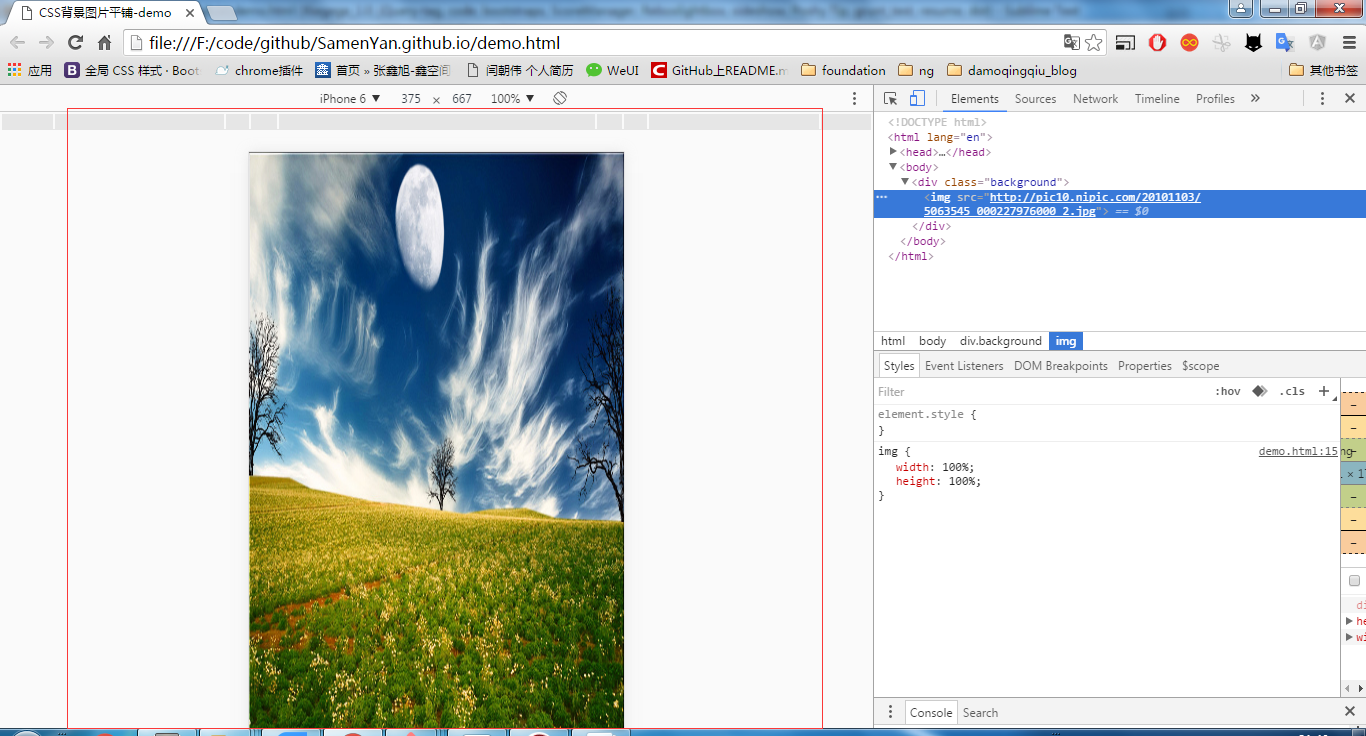 CSS背景图片平铺-demo
file:///F:/code/github/SamenYan.github.io/demo.html
应用
全局 CSS 样式 · Boot
chrome插件
首页 » 张鑫旭-鑫空间
闫朝伟 个人简历
WeUI
GitHub上README.m
foundation
ng
damoqingqiu_blog
其他书签
iPhone 6 ▼ 375 × 667 100% ▼
Elements Sources Network Timeline Profiles »
<!DOCTYPE html>
<html lang="en">
<head>…</head>
<body>
<div class="background">
<img src="http://pic10.nipic.com/20101103/
5063545_000227976000_2.jpg"> == $0
</div>
</body>
</html>
html body div.background img
Styles Event Listeners DOM Breakpoints Properties $scope
Filter :hov .cls +
element.style {
}
img { demo.html:15
width: 100%;
height: 100%;
}
Console Search